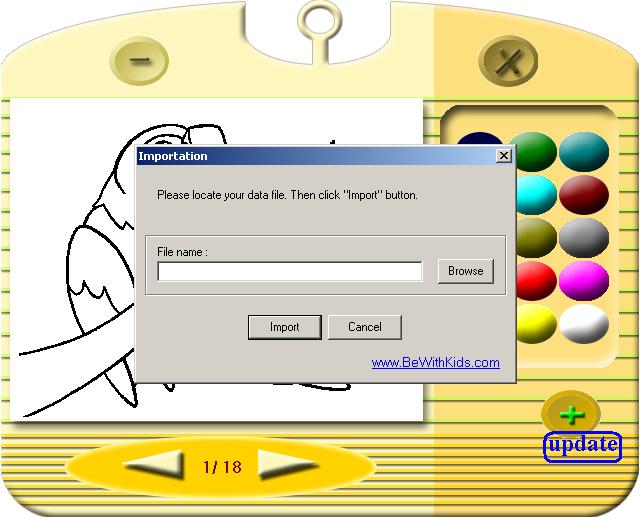 Importation
Please locate your data file. Then click "Import" button.
File name :
Browse
Import
Cancel
www.BeWithKids.com
update
1/ 18